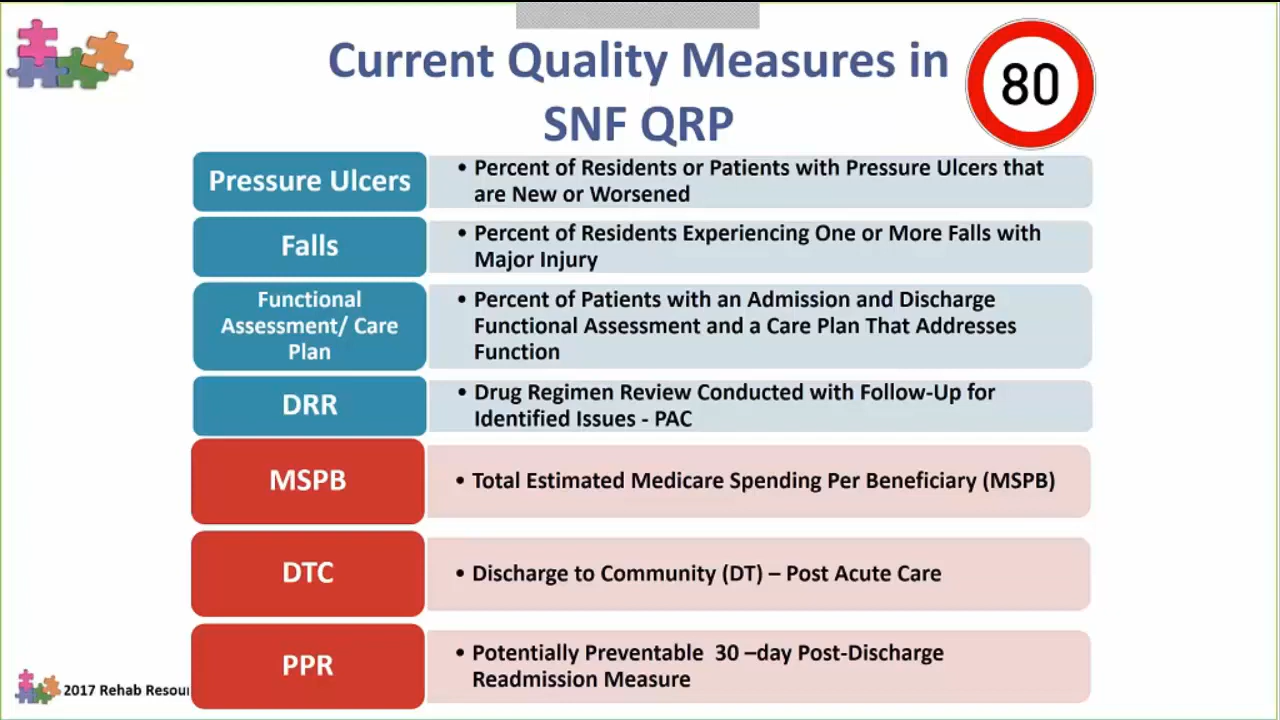 Current Quality Measures in
SNF QRP
80
Pressure Ulcers
• Percent of Residents or Patients with Pressure Ulcers that
are New or Worsened
Falls
• Percent of Residents Experiencing One or More Falls with
Major Injury
Functional
Assessment/ Care
Plan
• Percent of Patients with an Admission and Discharge
Functional Assessment and a Care Plan That Addresses
Function
DRR
• Drug Regimen Review Conducted with Follow-Up for
Identified Issues - PAC
MSPB
• Total Estimated Medicare Spending Per Beneficiary (MSPB)
DTC
• Discharge to Community (DT) – Post Acute Care
PPR
• Potentially Preventable 30 –day Post-Discharge
Readmission Measure
2017 Rehab